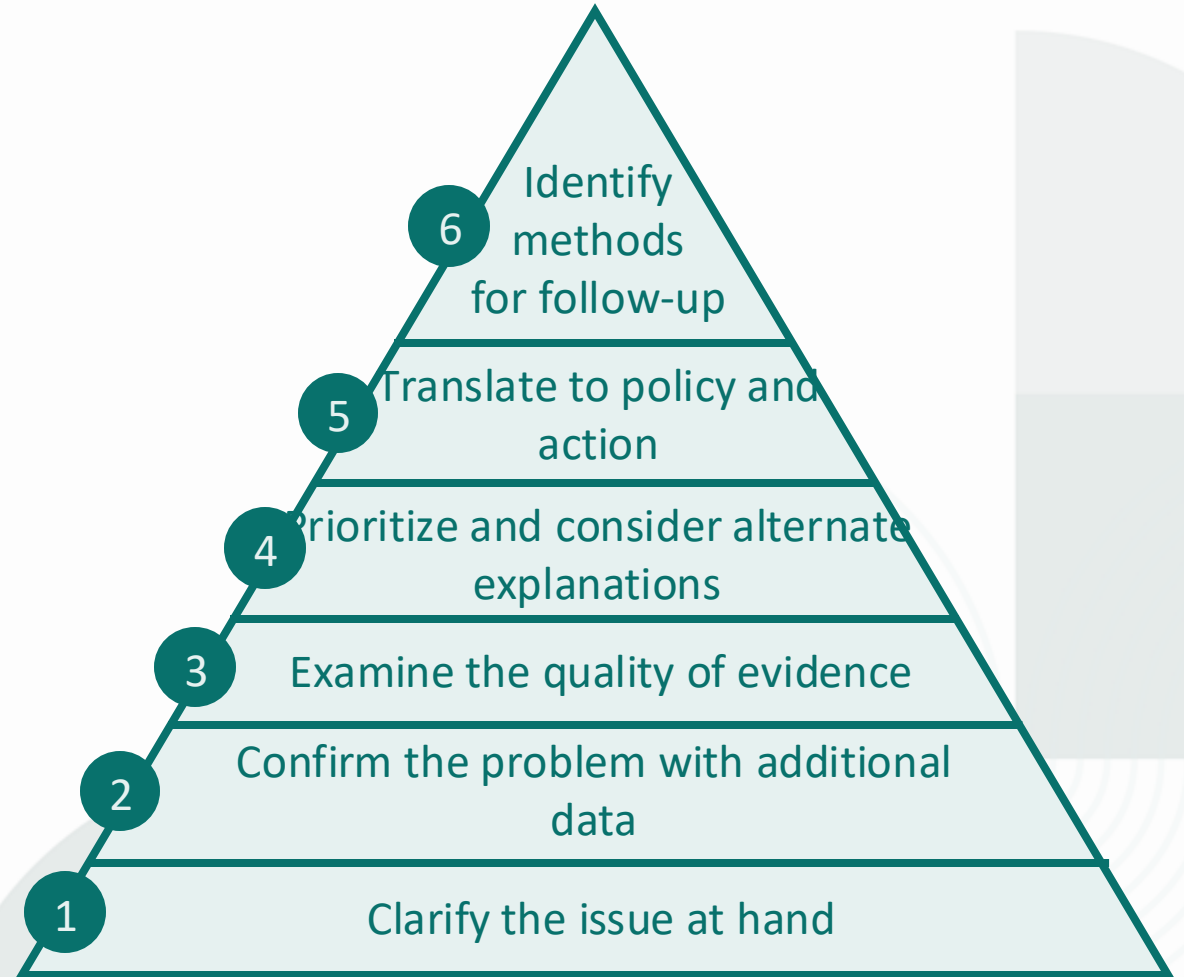 6
Identify
methods
for follow-up
5
Translate to policy and
action
4
Prioritize and consider alternate
explanations
3
Examine the quality of evidence
2
Confirm the problem with additional
data
1
Clarify the issue at hand